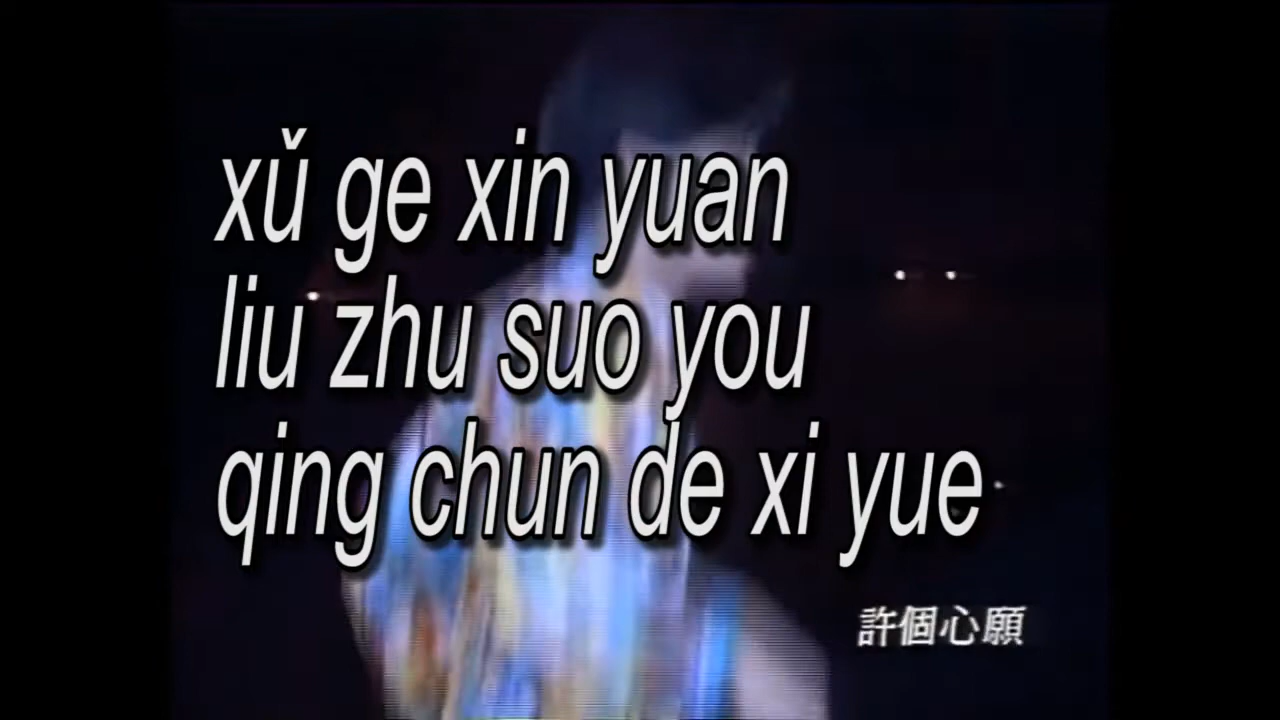 xǔ ge xin yuan
liu zhu suo you
qing chun de xi yue
許個心願